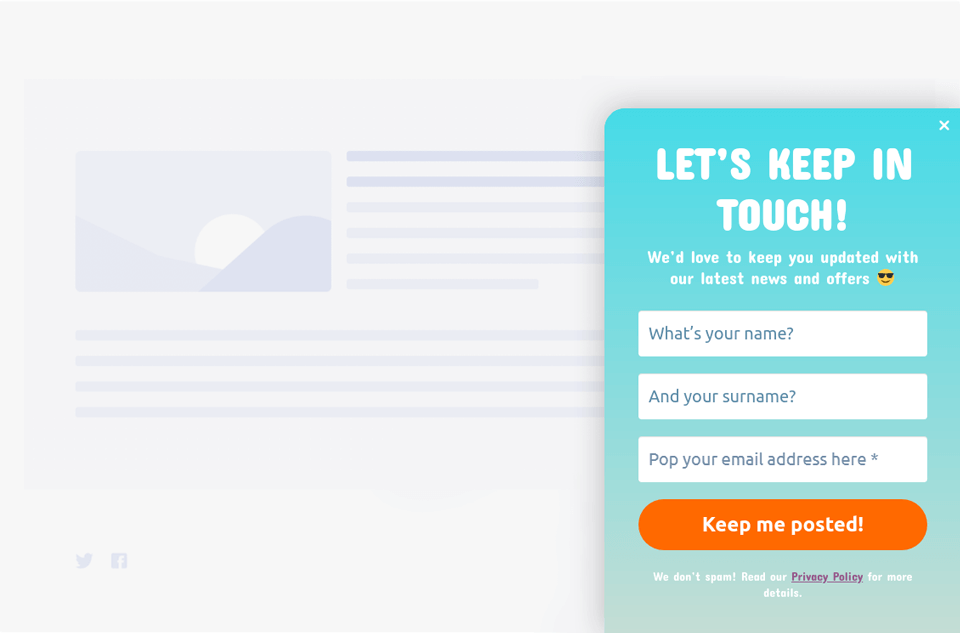 LET’S KEEP IN
TOUCH!
We’d love to keep you updated with
our latest news and offers 😎
What’s your name?
And your surname?
Pop your email address here *
Keep me posted!
We don’t spam! Read our Privacy Policy for more
details.